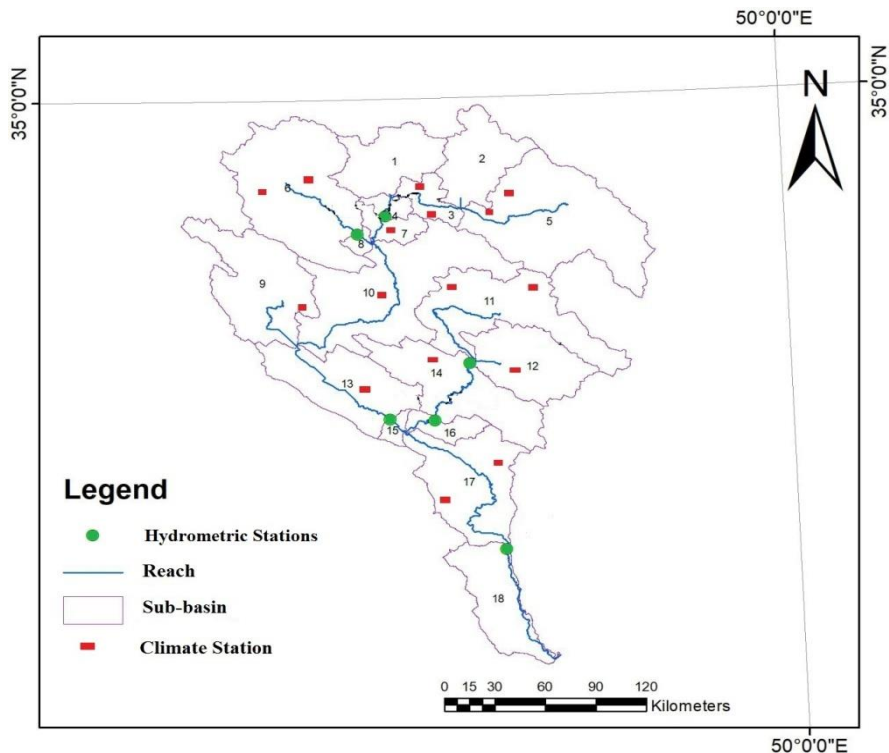 50°0'0"E
35°0'0"N
35°0'0"N
N
1
2
6
4
3
5
7
8
9
10
11
14
12
13
15
16
17
18
Legend
Hydrometric Stations
Reach
Sub-basin
Climate Station
0 15 30 60 90 120
Kilometers
50°0'0"E